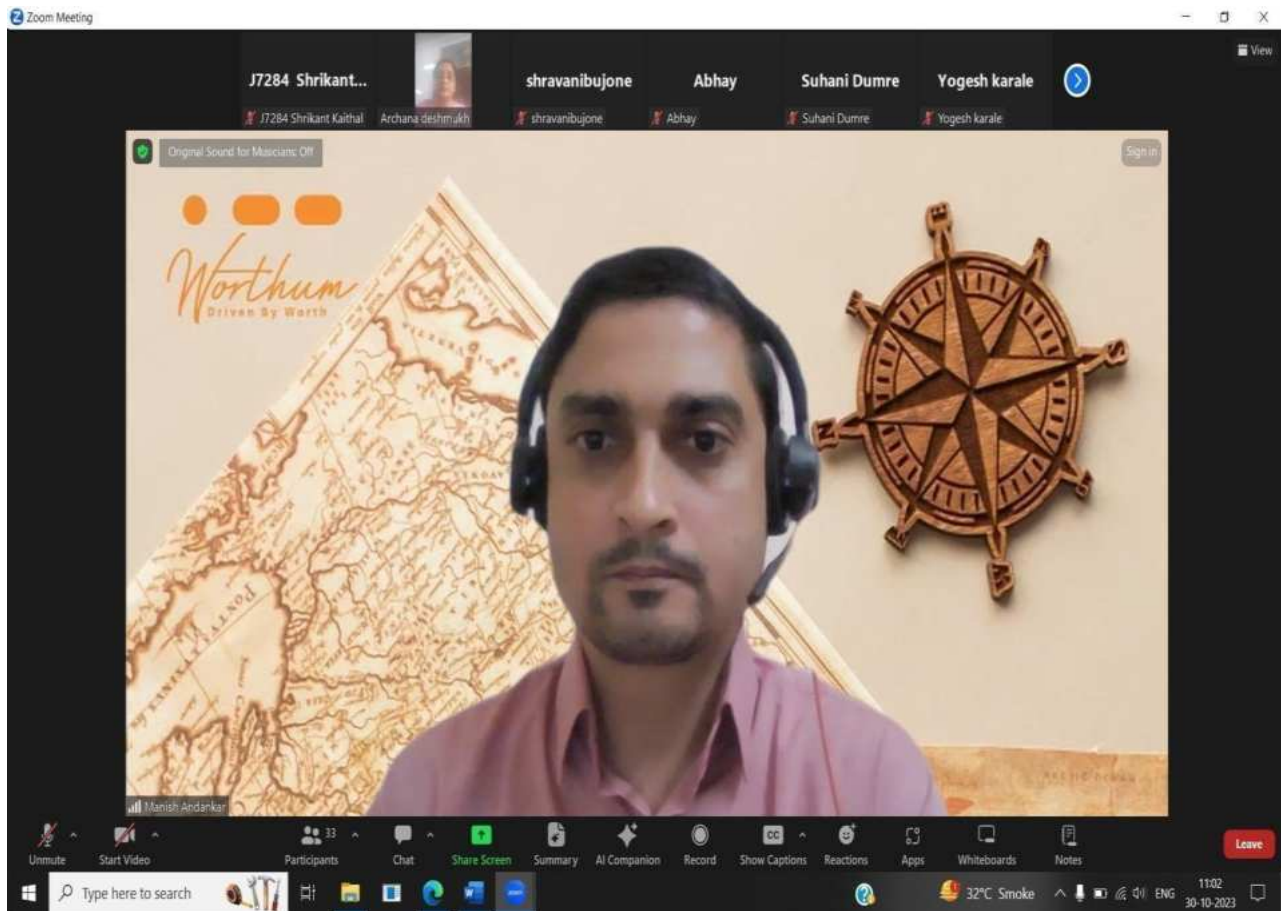 Zoom Meeting
View
J7284 Shrikant...
shravanibujone
Abhay
Suhani Dumre
Yogesh karale
J7284 Shrikant Kaithal
Archana deshmukh
shravanibujone
Abhay
Suhani Dumre
Yogesh karale
Original Sound for Musicians: Off
Sign in
Worthum
Driven By Worth
PONTVS EVXINVS
E
S
N
W
Manish Andankar
33
CC
Unmute
Start Video
Participants
Chat
Share Screen
Summary
AI Companion
Record
Show Captions
Reactions
Apps
Whiteboards
Notes
Leave
Type here to search
32°C Smoke
ENG
11:02
30-10-2023